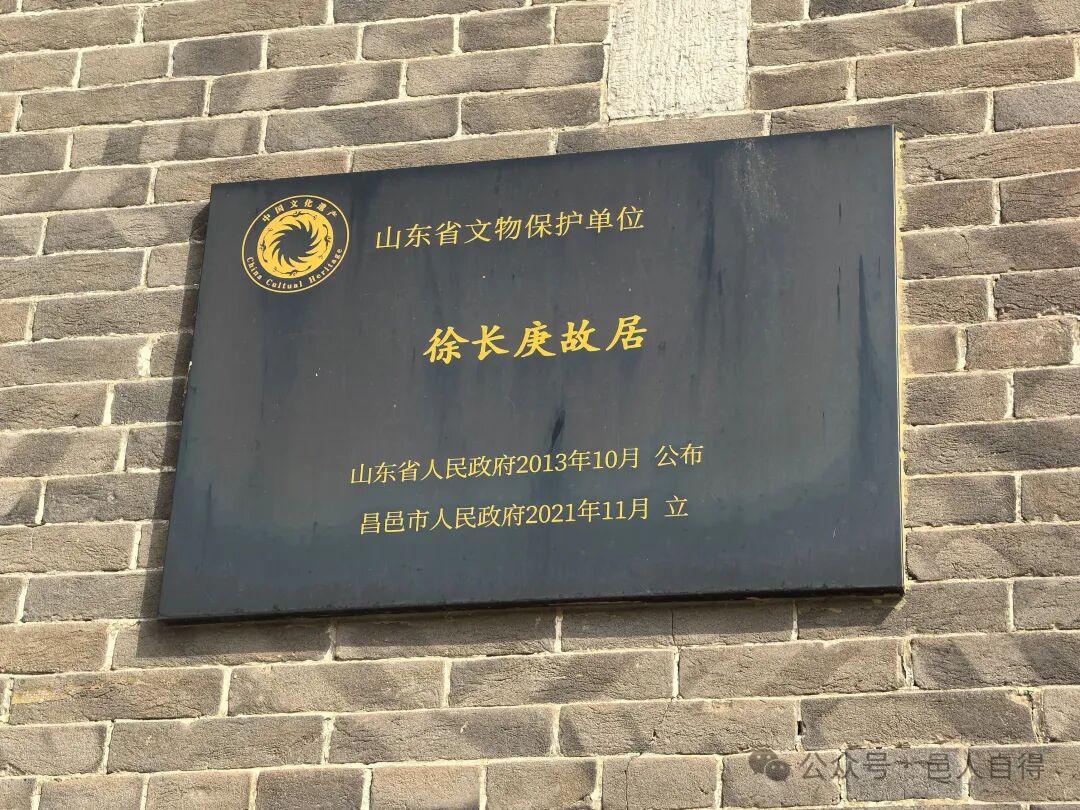 中国文化遗产
China Cultural Heritage
山东省文物保护单位
徐长庚故居
山东省人民政府2013年10月 公布
昌邑市人民政府2021年11月 立
公众号·邑人自得